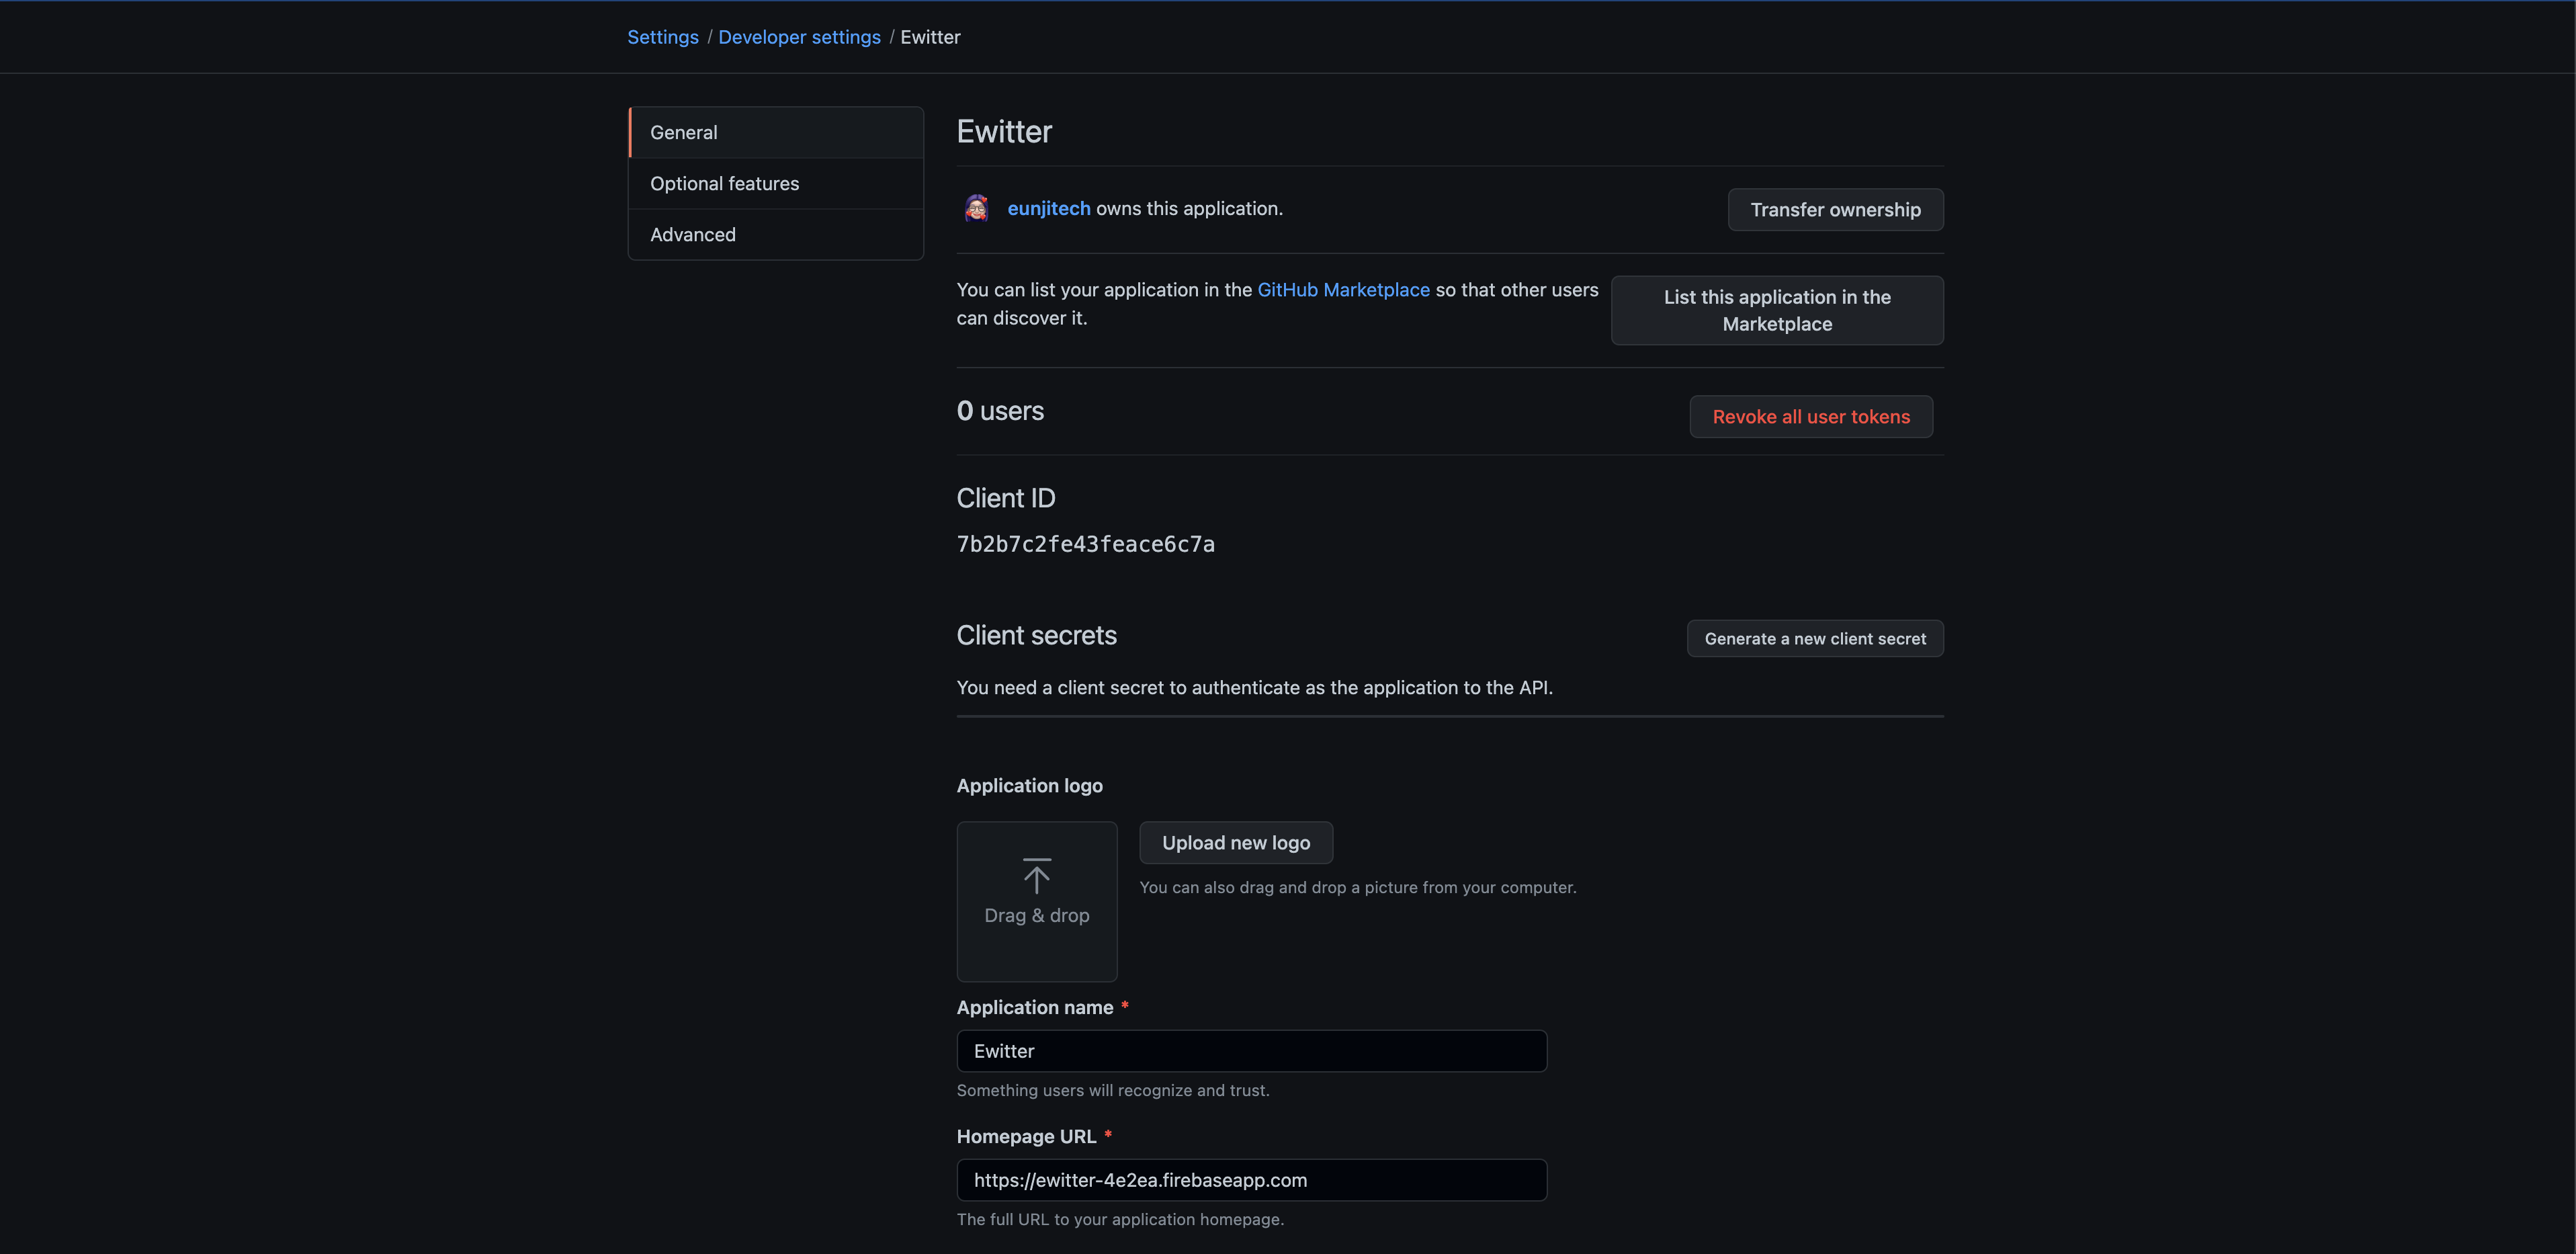 Settings / Developer settings / Ewitter
General
Optional features
Advanced
Ewitter
eunjitech owns this application.
Transfer ownership
You can list your application in the GitHub Marketplace so that other users
can discover it.
List this application in the
Marketplace
0 users
Revoke all user tokens
Client ID
7b2b7c2fe43feace6c7a
Client secrets
Generate a new client secret
You need a client secret to authenticate as the application to the API.
Application logo
Drag & drop
Upload new logo
You can also drag and drop a picture from your computer.
Application name *
Ewitter
Something users will recognize and trust.
Homepage URL *
https://ewitter-4e2ea.firebaseapp.com
The full URL to your application homepage.